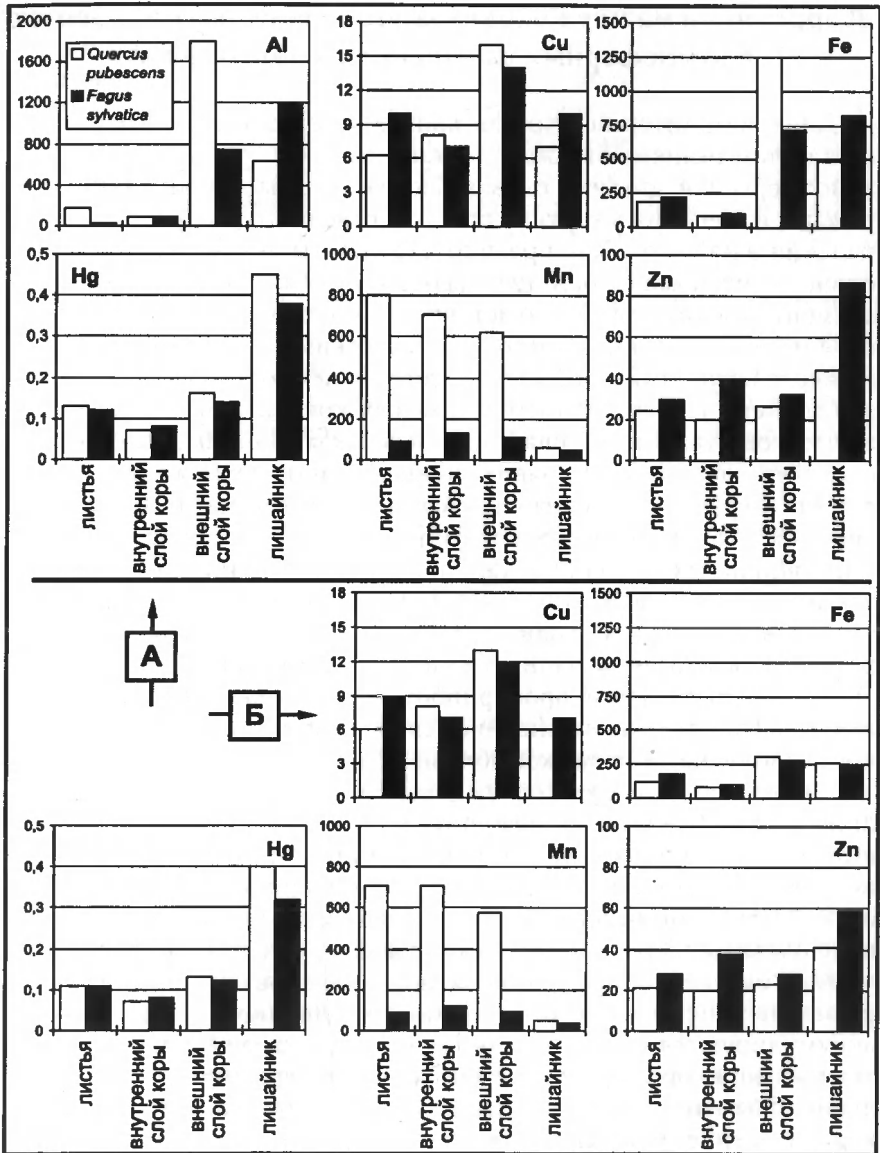 Al
2000
1600
1200
800
400
0
Quercus
pubescens
Fagus
sylvatica
Cu
18
15
12
9
6
3
0
Fe
1500
1250
1000
750
500
250
0
Hg
0,5
0,4
0,3
0,2
0,1
0
листья
внутренний
слой коры
внешний
слой коры
лишайник
Mn
1000
800
600
400
200
0
листья
внутренний
слой коры
внешний
слой коры
лишайник
Zn
100
80
60
40
20
0
листья
внутренний
слой коры
внешний
слой коры
лишайник
А
Б
Cu
18
15
12
9
6
3
0
Fe
1500
1250
1000
750
500
250
0
Hg
0,5
0,4
0,3
0,2
0,1
0
листья
внутренний
слой коры
внешний
слой коры
лишайник
Mn
1000
800
600
400
200
0
листья
внутренний
слой коры
внешний
слой коры
лишайник
Zn
100
80
60
40
20
0
листья
внутренний
слой коры
внешний
слой коры
лишайник